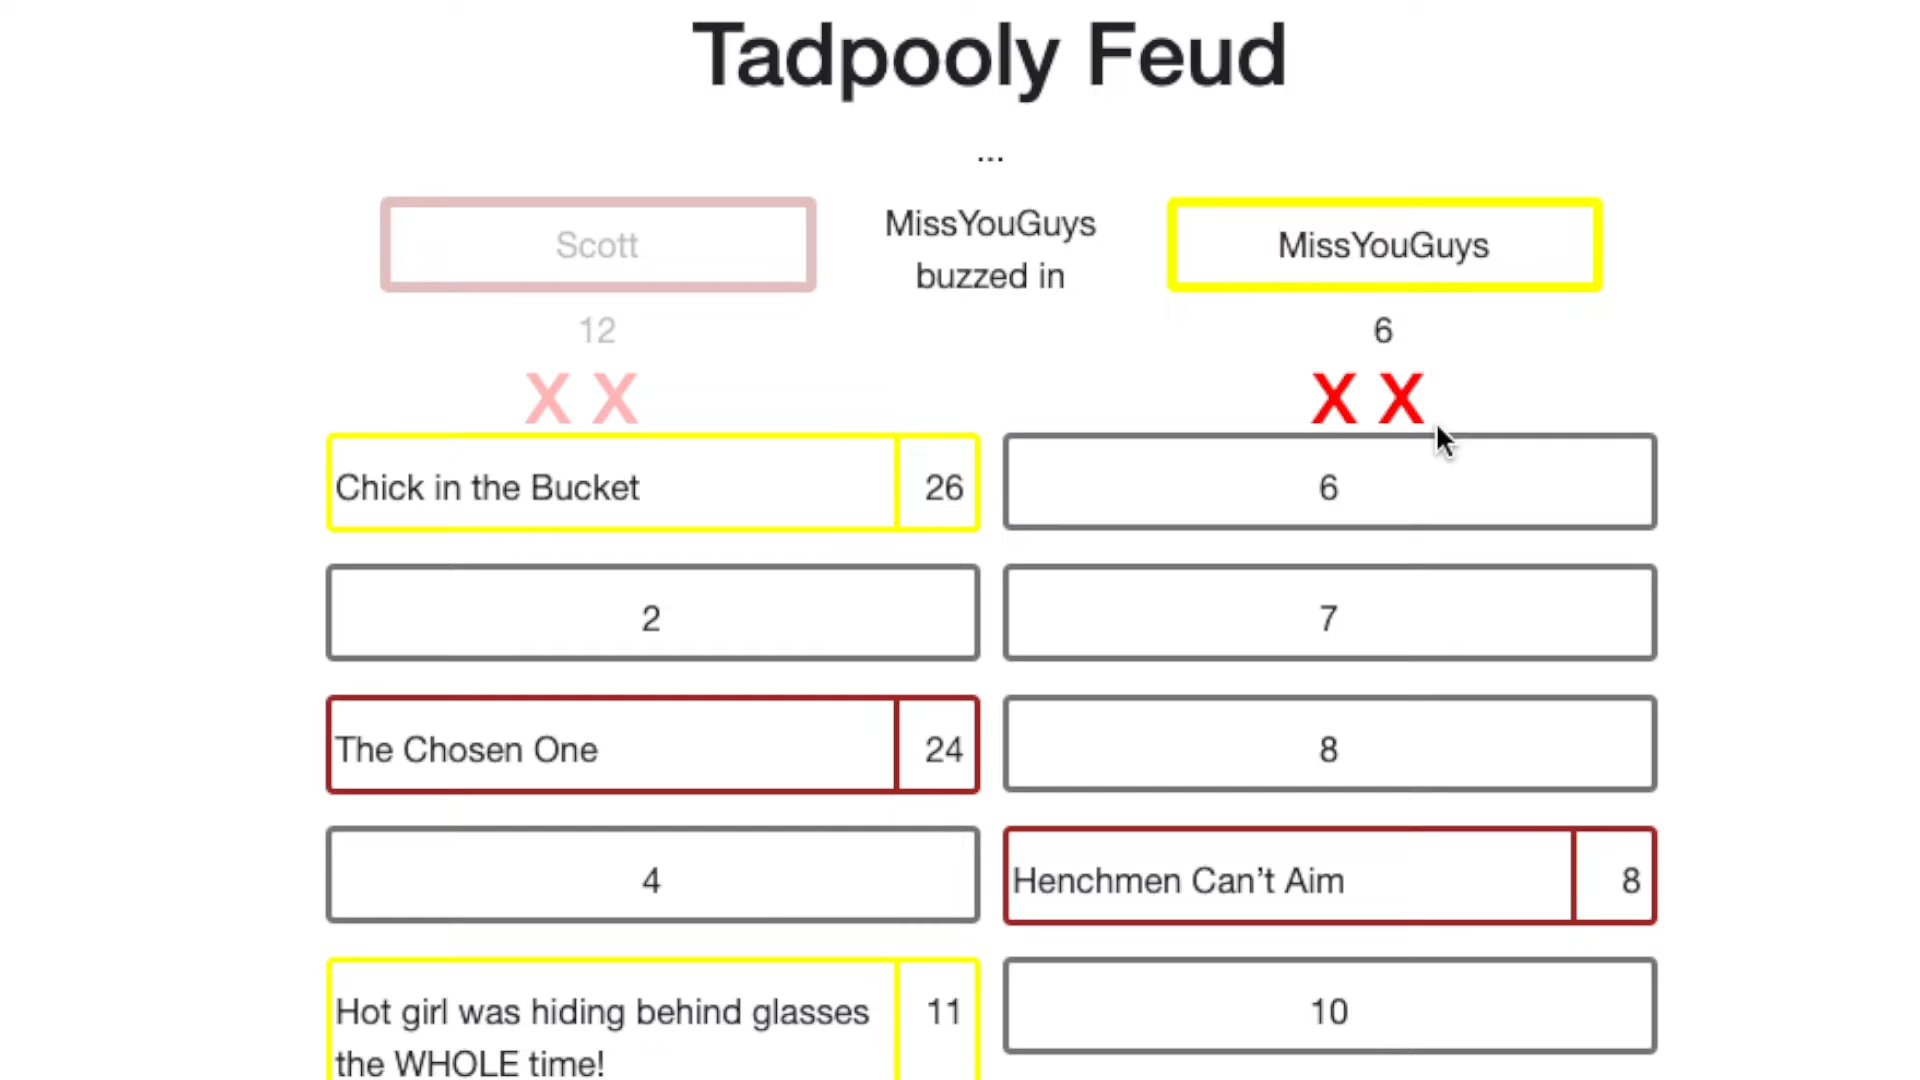 Tadpooly Feud
...
Scott
MissYouGuys
buzzed in
MissYouGuys
12
6
X X
X X
Chick in the Bucket 26
6
2
7
The Chosen One 24
8
4
Henchmen Can’t Aim 8
Hot girl was hiding behind glasses 11
the WHOLE time!
10